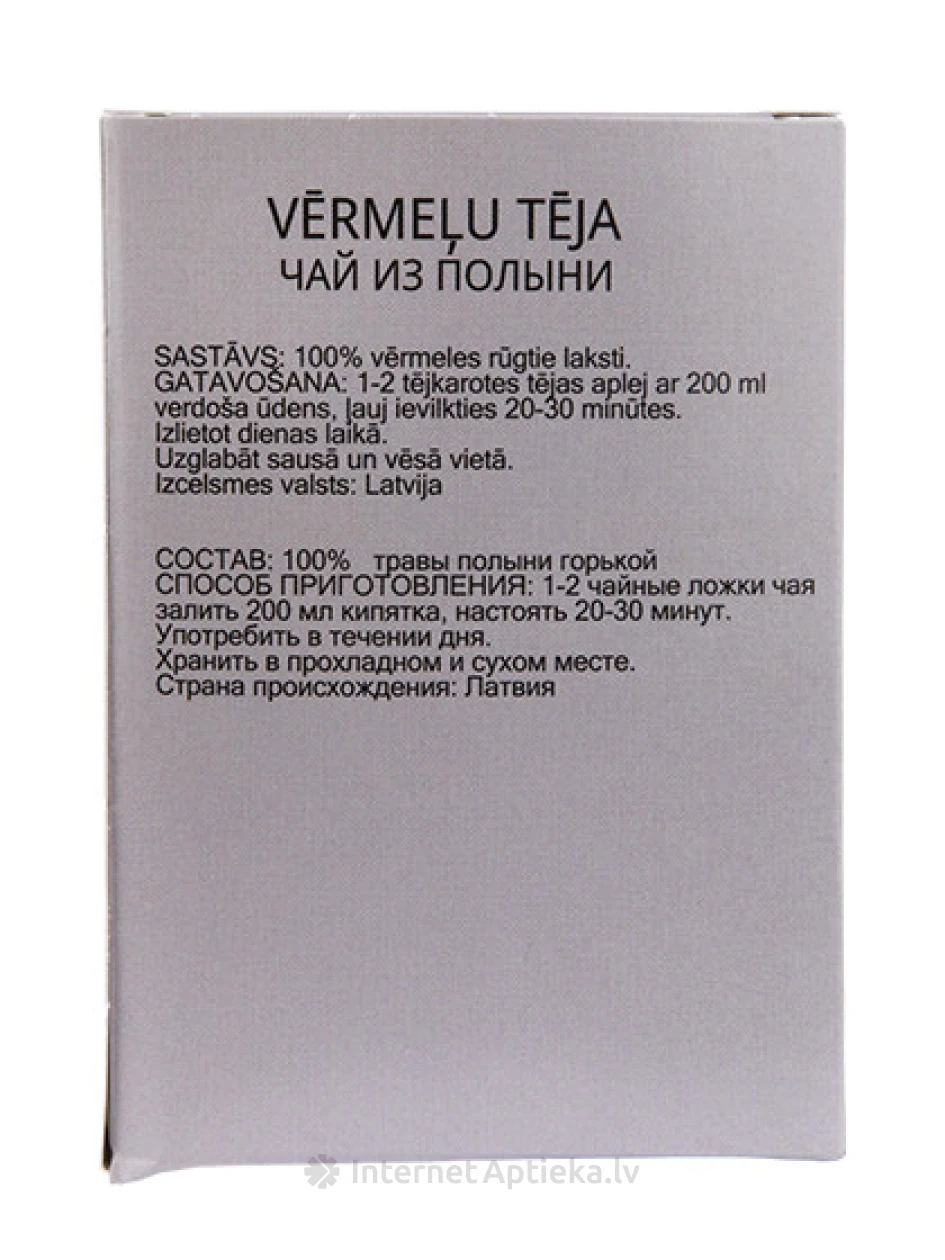 VĒRMEĻU TĒJA
ЧАЙ ИЗ ПОЛЫНИ
SASTĀVS: 100% vērmeles rūgtie laksti.
GATAVOŠANA: 1-2 tējkarotes tējas aplej ar 200 ml
verdoša ūdens, ļauj ievilkties 20-30 minūtes.
Izlietot dienas laikā.
Uzglabāt sausā un vēsā vietā.
Izcelsmes valsts: Latvija
СОСТАВ: 100% травы полыни горькой
СПОСОБ ПРИГОТОВЛЕНИЯ: 1-2 чайные ложки чая
залить 200 мл кипятка, настоять 20-30 минут.
Употребить в течении дня.
Хранить в прохладном и сухом месте.
Страна происхождения: Латвия
InternetAptieka.lv